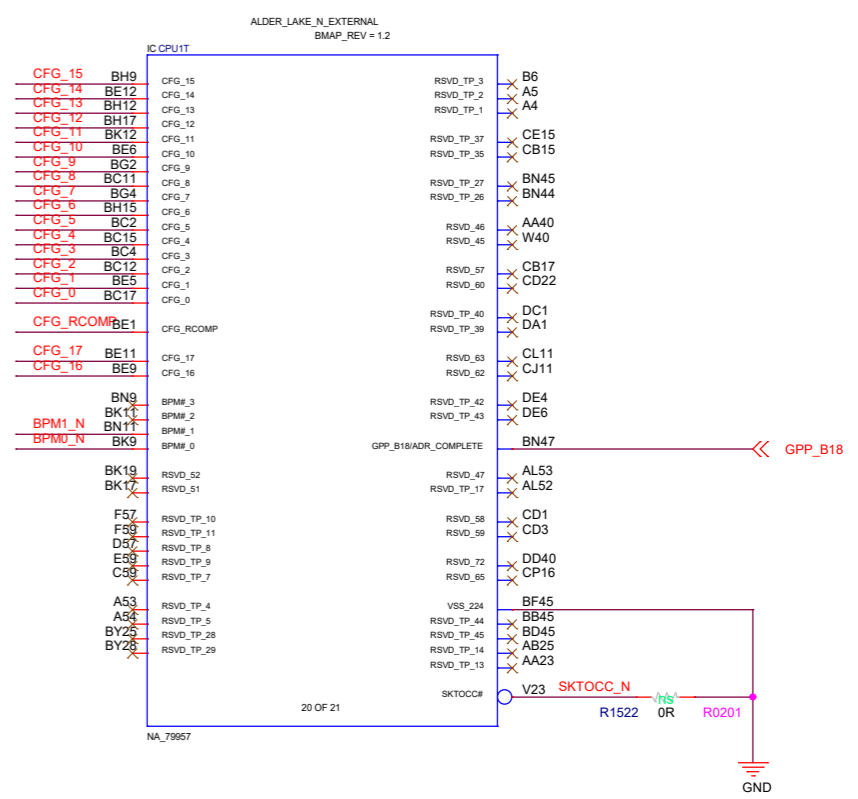 ALDER_LAKE_N_EXTERNAL
BMAP_REV = 1.2
IC CPU1T
CFG_15 BH9 CFG_15
CFG_14 BE12 CFG_14
CFG_13 BH12 CFG_13
CFG_12 BH17 CFG_12
CFG_11 BK12 CFG_11
CFG_10 BE6 CFG_10
CFG_9 BG2 CFG_9
CFG_8 BC11 CFG_8
CFG_7 BG4 CFG_7
CFG_6 BH15 CFG_6
CFG_5 BC2 CFG_5
CFG_4 BC15 CFG_4
CFG_3 BC4 CFG_3
CFG_2 BC12 CFG_2
CFG_1 BE5 CFG_1
CFG_0 BC17 CFG_0
CFG_RCOMP BE1 CFG_RCOMP
CFG_17 BE11 CFG_17
CFG_16 BE9 CFG_16
BN9 BPM#_3
BK11 BPM#_2
BPM1_N BN11 BPM#_1
BPM0_N BK9 BPM#_0
BK19 RSVD_52
BK17 RSVD_51
F57 RSVD_TP_10
F59 RSVD_TP_11
D57 RSVD_TP_8
E59 RSVD_TP_9
C59 RSVD_TP_7
A53 RSVD_TP_4
A54 RSVD_TP_5
BY25 RSVD_TP_28
BY28 RSVD_TP_29
RSVD_TP_3 B6
RSVD_TP_2 A5
RSVD_TP_1 A4
RSVD_TP_37 CE15
RSVD_TP_35 CB15
RSVD_TP_27 BN45
RSVD_TP_26 BN44
RSVD_46 AA40
RSVD_45 W40
RSVD_57 CB17
RSVD_60 CD22
RSVD_TP_40 DC1
RSVD_TP_39 DA1
RSVD_63 CL11
RSVD_62 CJ11
RSVD_TP_42 DE4
RSVD_TP_43 DE6
GPP_B18/ADR_COMPLETE BN47 GPP_B18
RSVD_47 AL53
RSVD_TP_17 AL52
RSVD_58 CD1
RSVD_59 CD3
RSVD_72 DD40
RSVD_65 CP16
VSS_224 BF45
RSVD_TP_44 BB45
RSVD_TP_45 BD45
RSVD_TP_14 AB25
RSVD_TP_13 AA23
SKTOCC# V23 SKTOCC_N ns
R1522 0R R0201
20 OF 21
NA_79957
GND